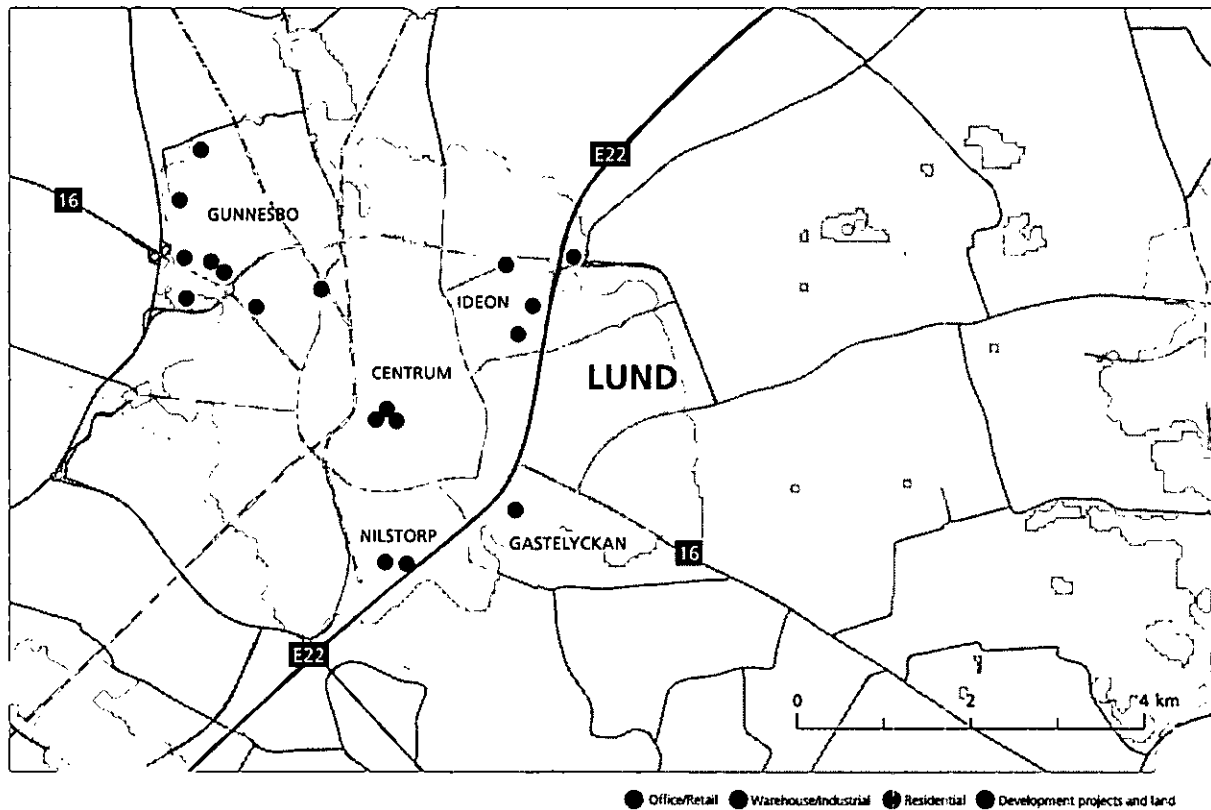 E22
16
GUNNESBO
IDEON
CENTRUM
LUND
NILSTORP
GASTELYCKAN
16
E22
0 2 4 km
Office/Retail Warehouse/Industrial Residential Development projects and land